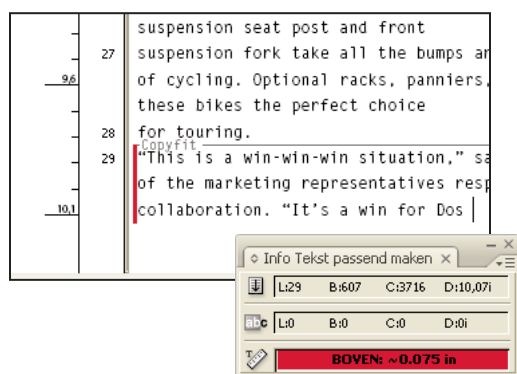 suspension seat post and front
27 suspension fork take all the bumps
9,6 of cycling. Optional racks, panniers,
these bikes the perfect choice
28 for touring.
Copyfit
29 “This is a win-win-win situation,”
of the marketing representatives
10,1 collaboration. “It's a win for Dos
Info Tekst passend maken
L:29 B:607 C:3716 D:10,07i
abc L:0 B:0 C:0 D:0i
BOVEN: ~0.075 in